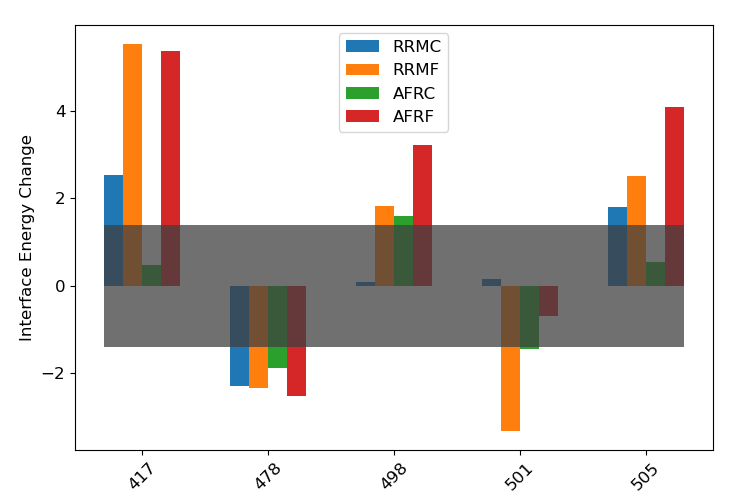 RRMC
RRMF
AFRC
AFRF
Interface Energy Change
4
2
0
−2
417
478
498
501
505